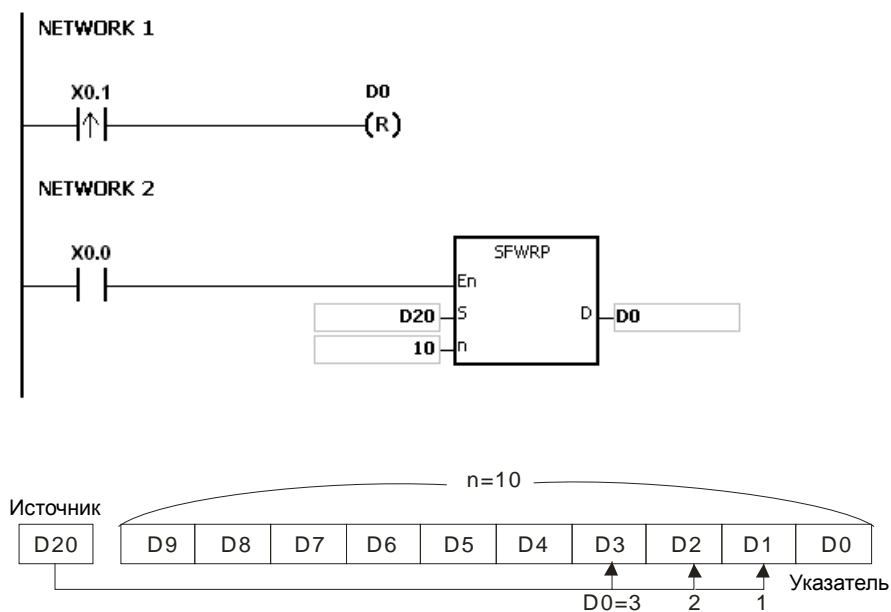 NETWORK 1
X0.1 D0
(R)
NETWORK 2
X0.0
SFWRP
En
D20 S D D0
10 n
n=10
Источник
D20 D9 D8 D7 D6 D5 D4 D3 D2 D1 D0
Указатель
D0=3 2 1